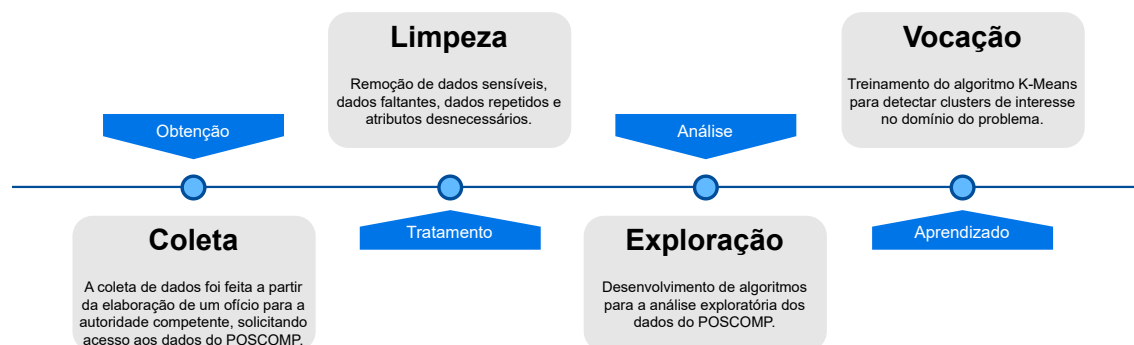 Limpeza
Remoção de dados sensíveis,
dados faltantes, dados repetidos e
atributos desnecessários.
Vocação
Treinamento do algoritmo K-Means
para detectar clusters de interesse
no domínio do problema.
Obtenção
Análise
Tratamento
Aprendizado
Coleta
A coleta de dados foi feita a partir
da elaboração de um ofício para a
autoridade competente, solicitando
acesso aos dados do POSCOMP.
Exploração
Desenvolvimento de algoritmos
para a análise exploratória dos
dados do POSCOMP.